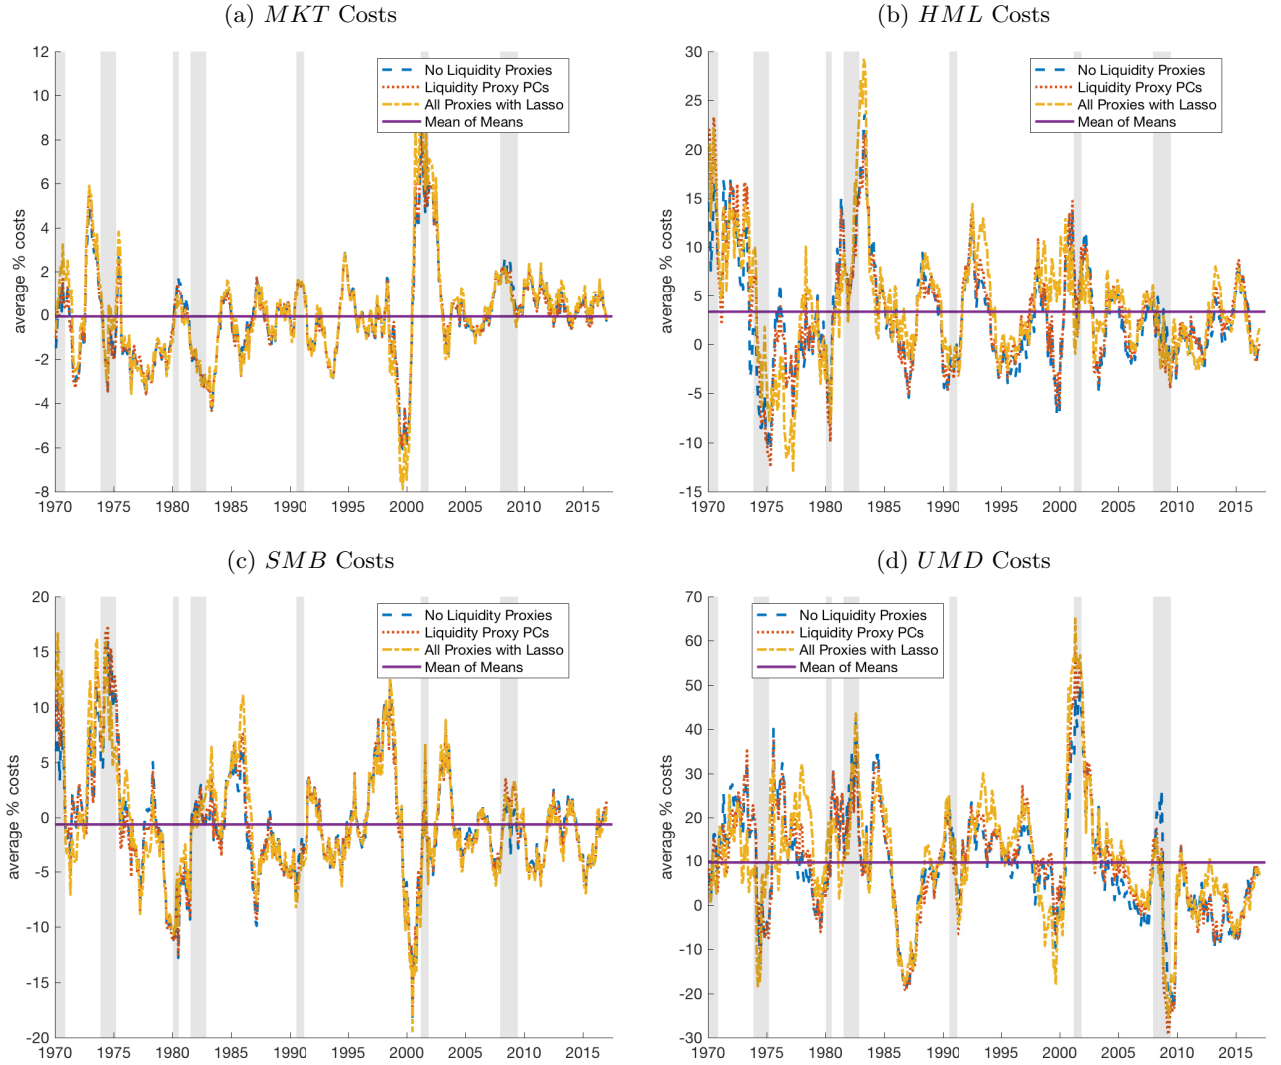 (a) MKT Costs
12
10
8
6
4
2
0
-2
-4
-6
-8
average % costs
No Liquidity Proxies
Liquidity Proxy PCs
All Proxies with Lasso
Mean of Means
1970 1975 1980 1985 1990 1995 2000 2005 2010 2015
(b) HML Costs
30
25
20
15
10
5
0
-5
-10
-15
average % costs
No Liquidity Proxies
Liquidity Proxy PCs
All Proxies with Lasso
Mean of Means
1970 1975 1980 1985 1990 1995 2000 2005 2010 2015
(c) SMB Costs
20
15
10
5
0
-5
-10
-15
-20
average % costs
No Liquidity Proxies
Liquidity Proxy PCs
All Proxies with Lasso
Mean of Means
1970 1975 1980 1985 1990 1995 2000 2005 2010 2015
(d) UMD Costs
70
60
50
40
30
20
10
0
-10
-20
-30
average % costs
No Liquidity Proxies
Liquidity Proxy PCs
All Proxies with Lasso
Mean of Means
1970 1975 1980 1985 1990 1995 2000 2005 2010 2015